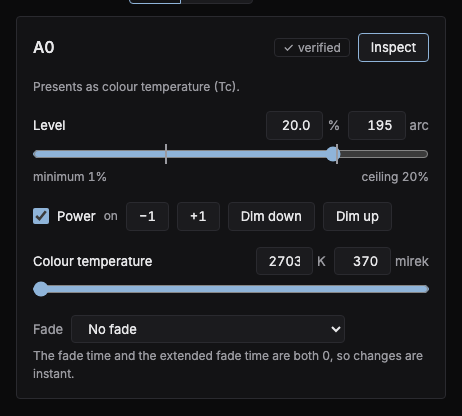 A0
✓ verified
Inspect
Presents as colour temperature (Tc).
Level
20.0 %
195 arc
minimum 1%
ceiling 20%
Power on
−1
+1
Dim down
Dim up
Colour temperature
2703 K
370 mirek
Fade
No fade
The fade time and the extended fade time are both 0, so changes are
instant.